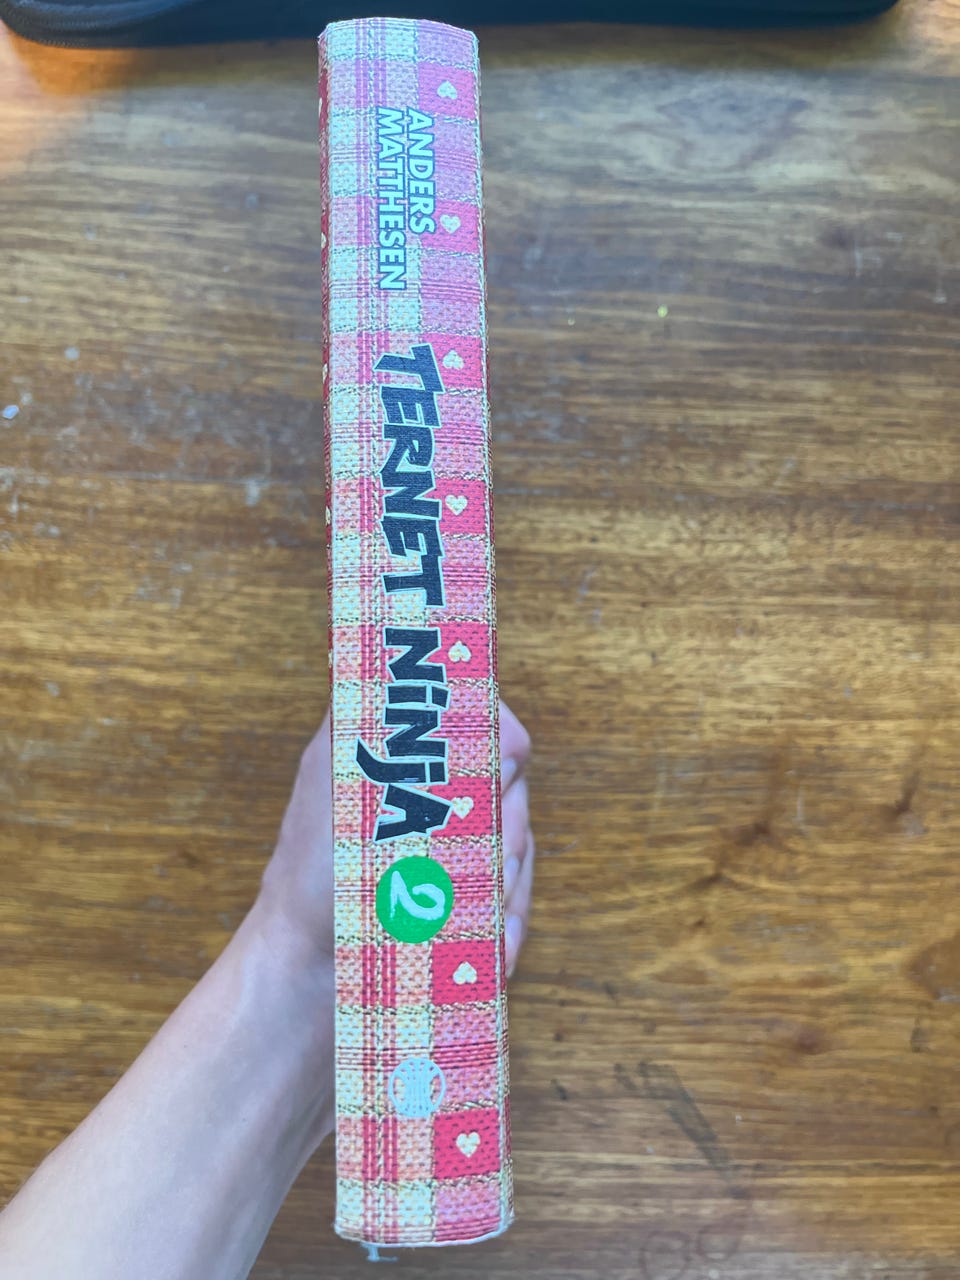 ANDERS
MATTHESEN
TERNET NiNjA
2